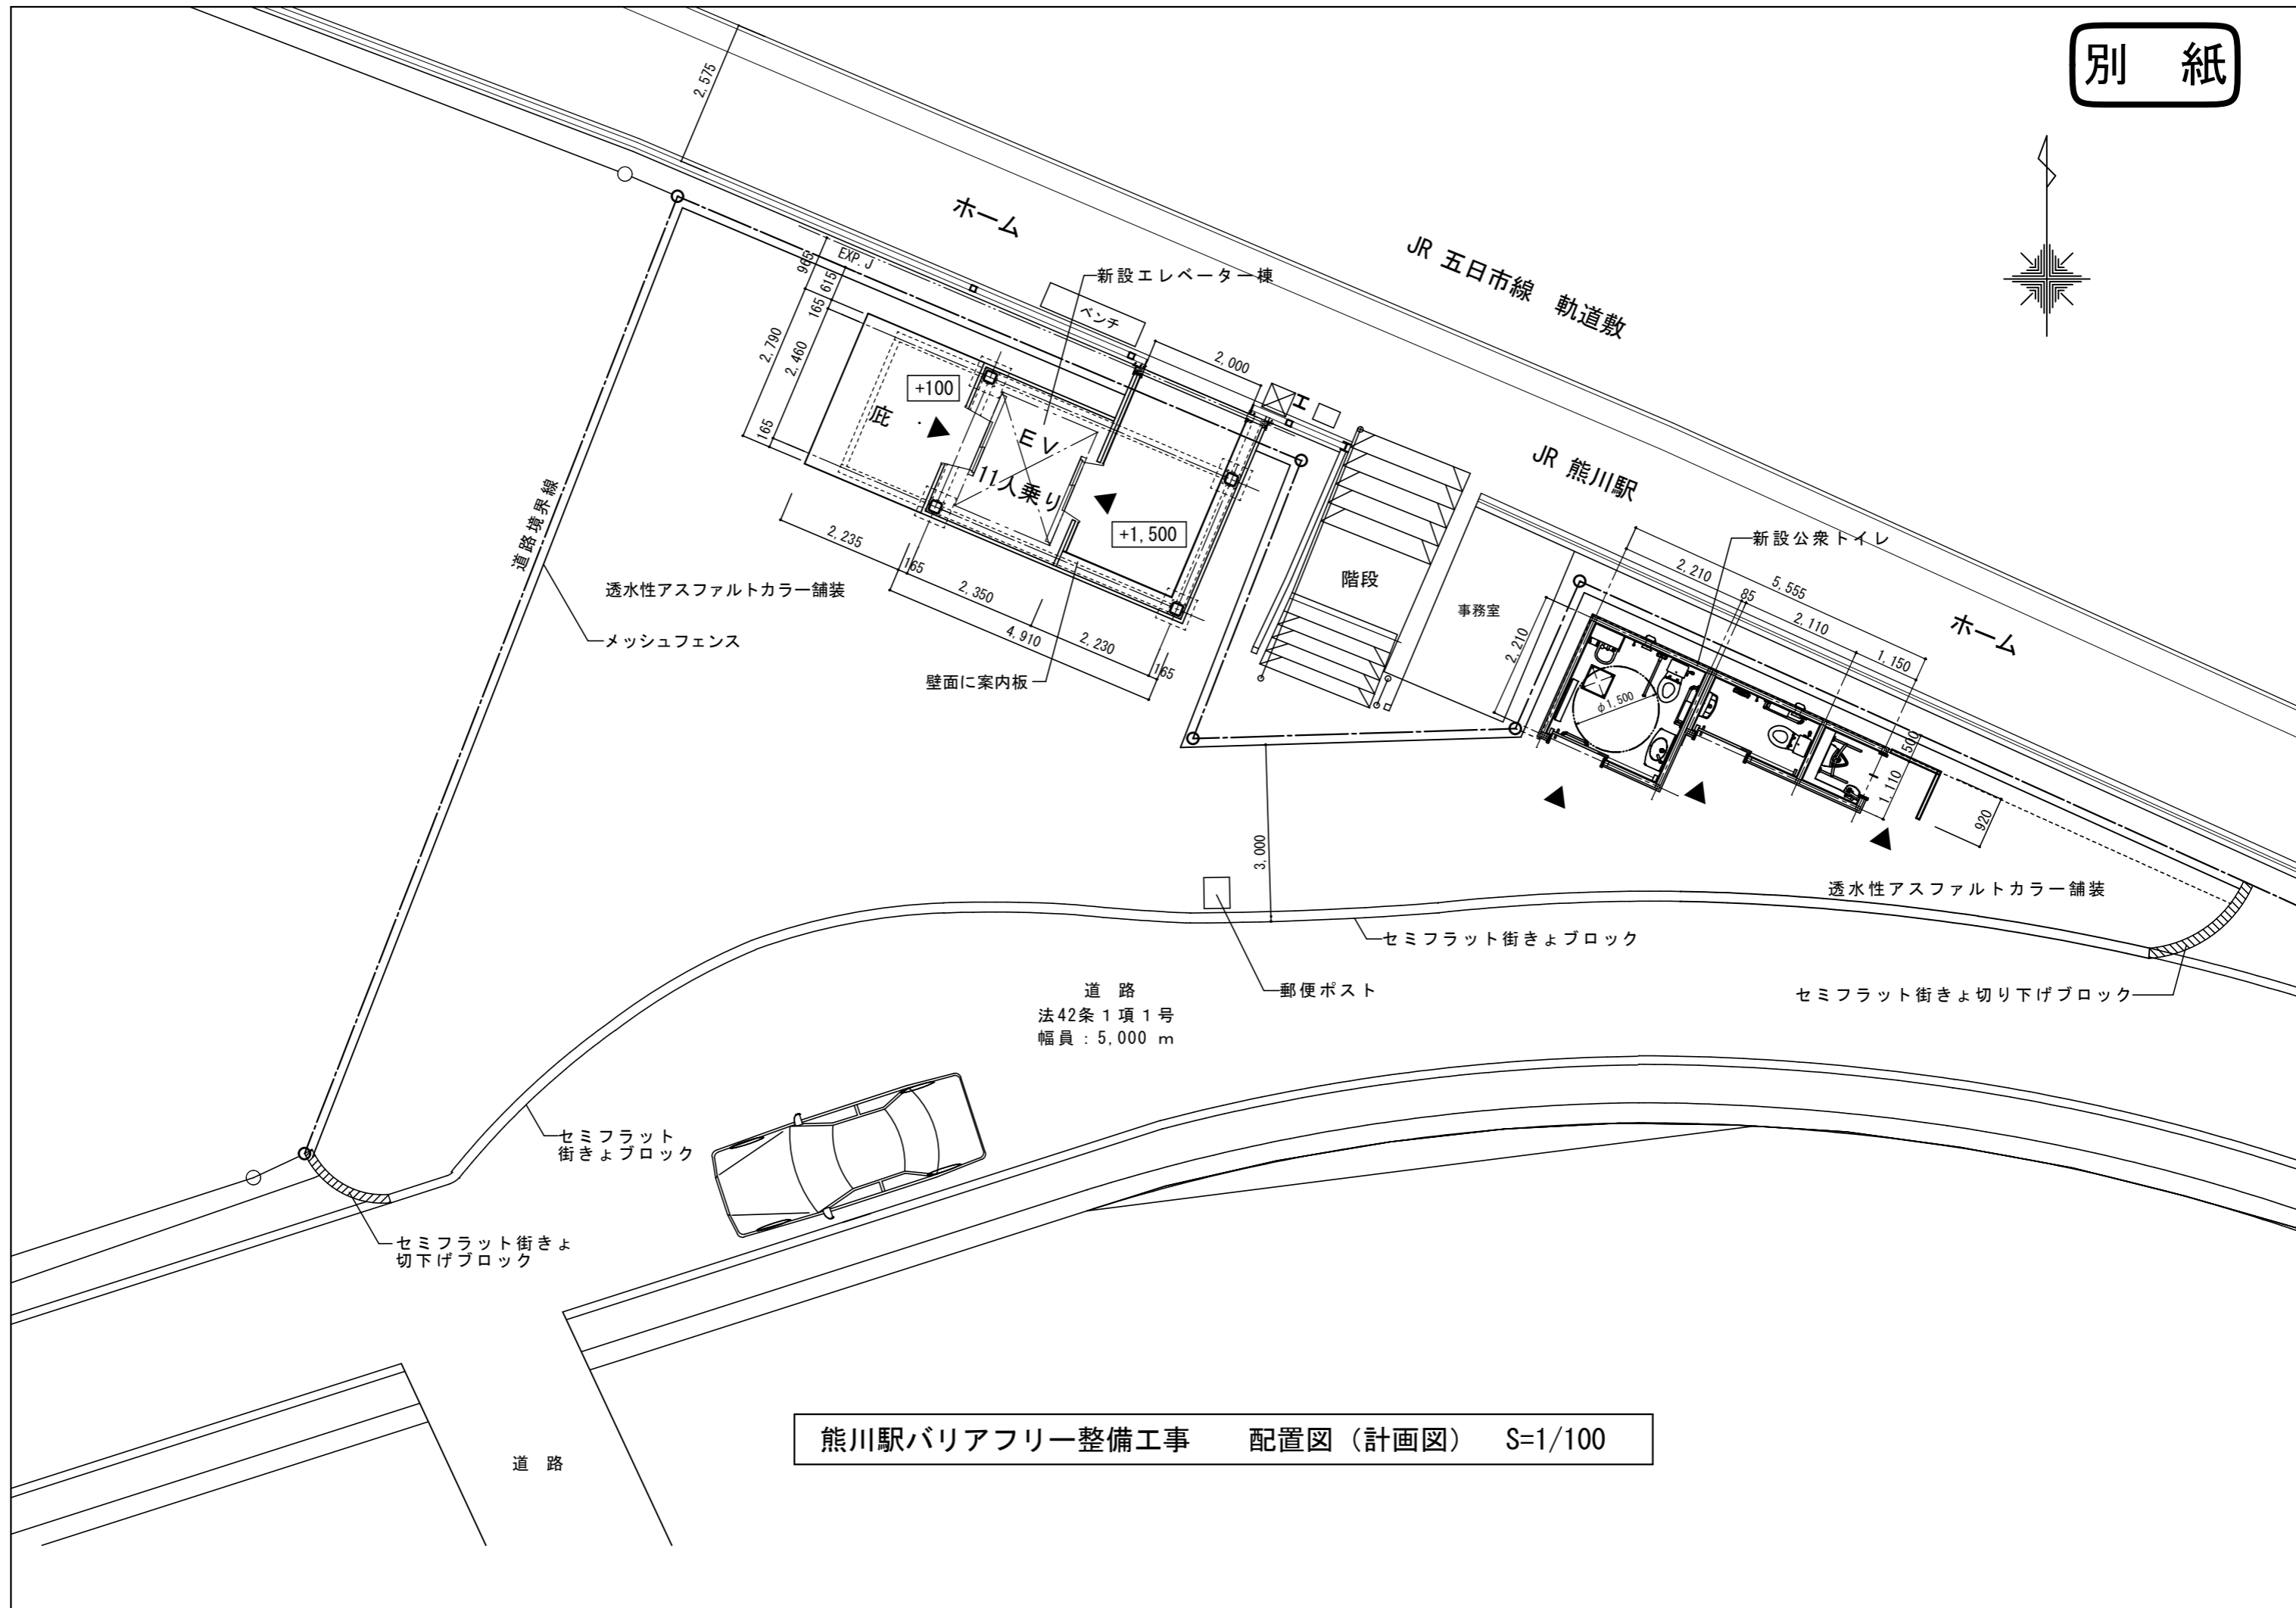 別 紙
2,575
ホーム
JR 五日市線 軌道敷
EXP.J
965
615
165
2,790
2,460
165
新設エレベーター棟
ベンチ
2,000
+100
庇
EV
11人乗り
+1,500
JR 熊川駅
道路境界線
2,235
165
2,350
4,910
2,230
165
透水性アスファルトカラー舗装
メッシュフェンス
壁面に案内板
階段
事務室
新設公衆トイレ
2,210
5,555
85
2,110
1,150
ホーム
2,210
φ1,500
500
1,110
920
3,000
透水性アスファルトカラー舗装
セミフラット街きょブロック
郵便ポスト
セミフラット街きょ切り下げブロック
道 路
法42条1項1号
幅員:5,000 m
セミフラット
街きょブロック
セミフラット街きょ
切下げブロック
道 路
熊川駅バリアフリー整備工事 配置図(計画図) S=1/100